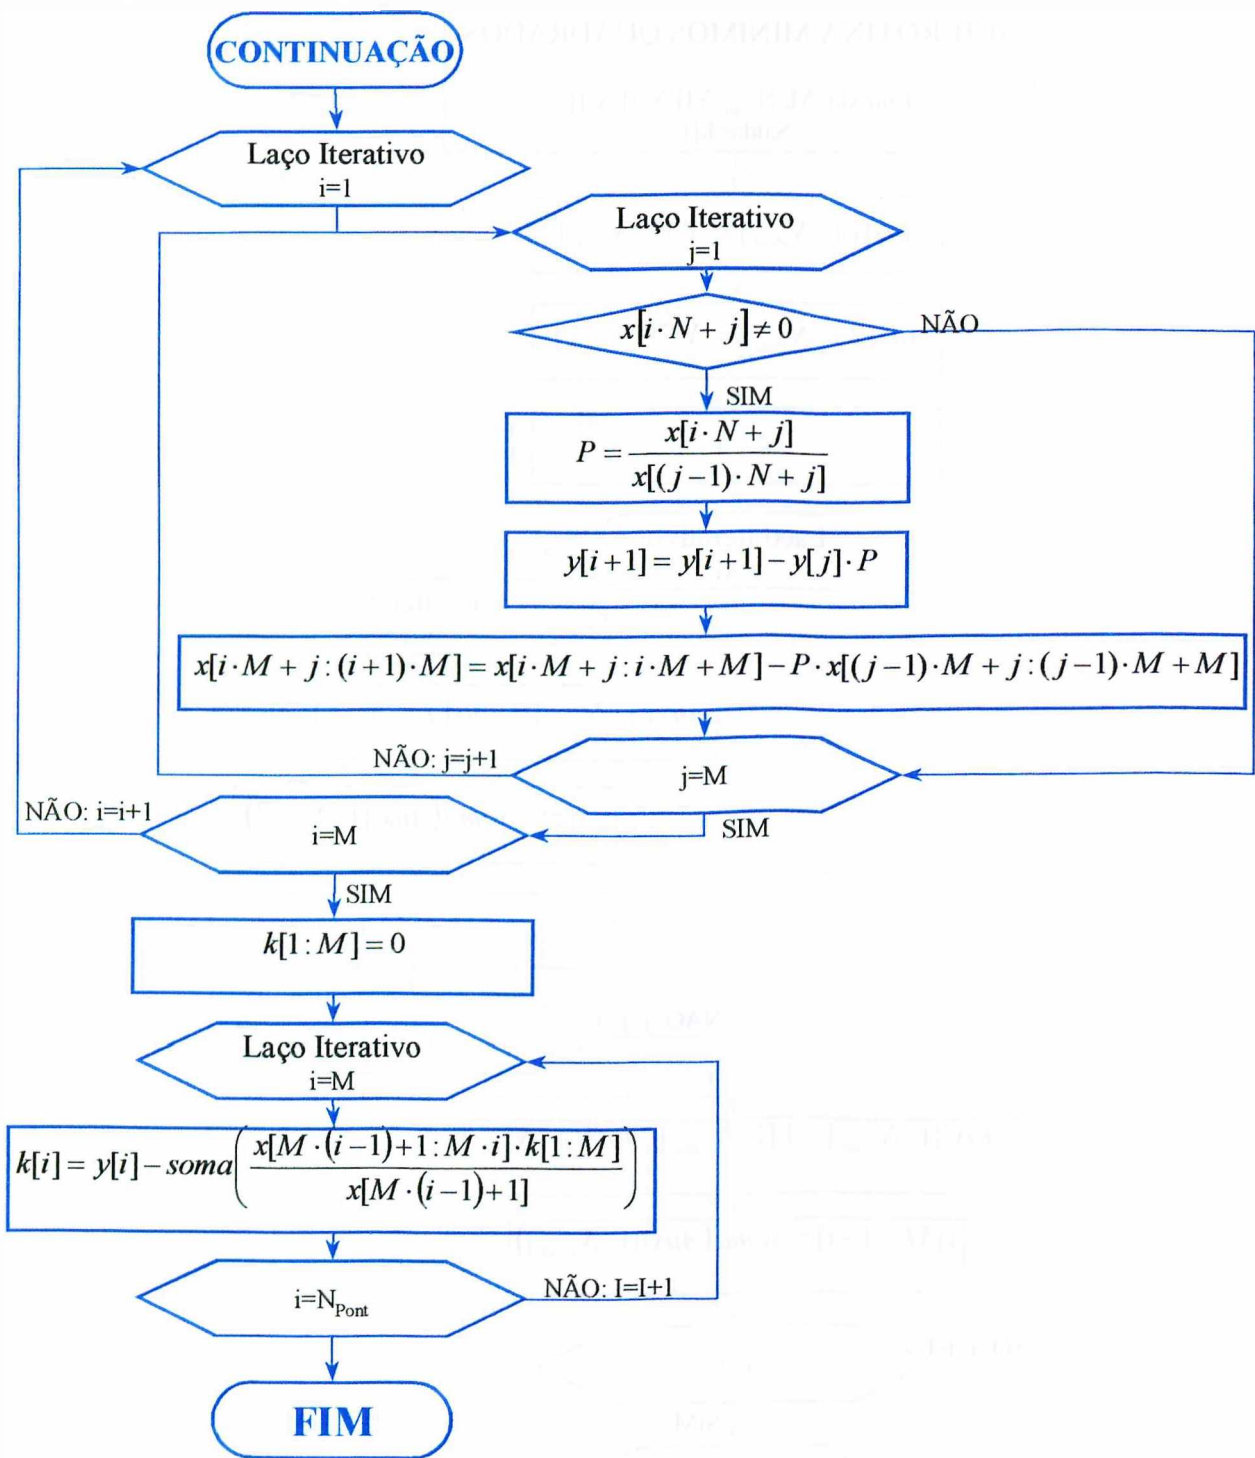 CONTINUAÇÃO
Laço Iterativo
i=1
Laço Iterativo
j=1
x[i·N+j]≠0
NÃO
SIM
P = x[i·N+j] / x[(j−1)·N+j]
y[i+1] = y[i+1] − y[j]·P
x[i·M+j:(i+1)·M] = x[i·M+j:i·M+M] − P·x[(j−1)·M+j:(j−1)·M+M]
NÃO: j=j+1
j=M
NÃO: i=i+1
i=M
SIM
SIM
k[1:M]=0
Laço Iterativo
i=M
k[i] = y[i] − soma( x[M·(i−1)+1:M·i]·k[1:M] / x[M·(i−1)+1] )
i=N_Pont
NÃO: I=I+1
FIM